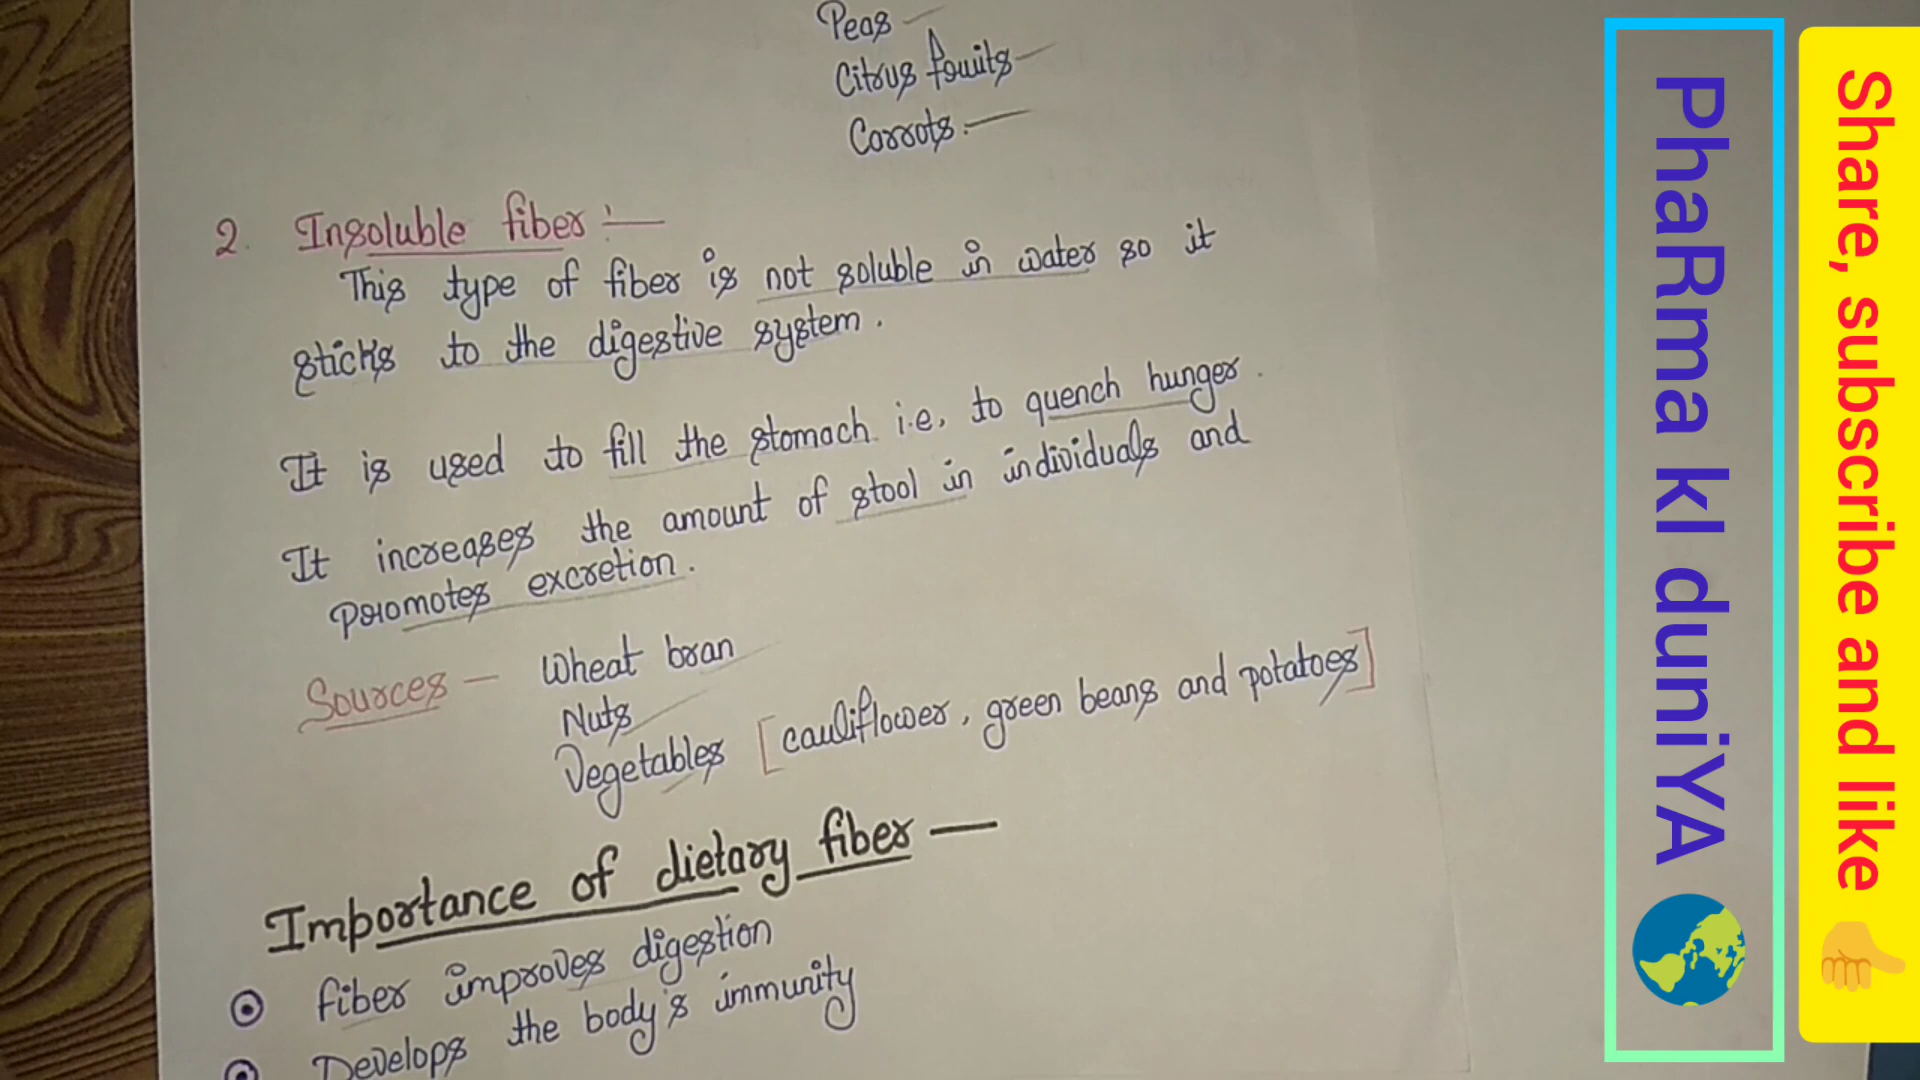 Peas
Citrus fruits
Carrots.
2. Insoluble fiber :-
This type of fiber is not soluble in water so it
sticks to the digestive system.
It is used to fill the stomach i.e. to quench hunger.
It increases the amount of stool in individuals and
promotes excretion.
Sources - Wheat bran
Nuts
Vegetables [cauliflower, green beans and potatoes]
Importance of dietary fiber -
fiber improves digestion
Develops the body's immunity
PhaRma kI duniYA
Share, subscribe and like